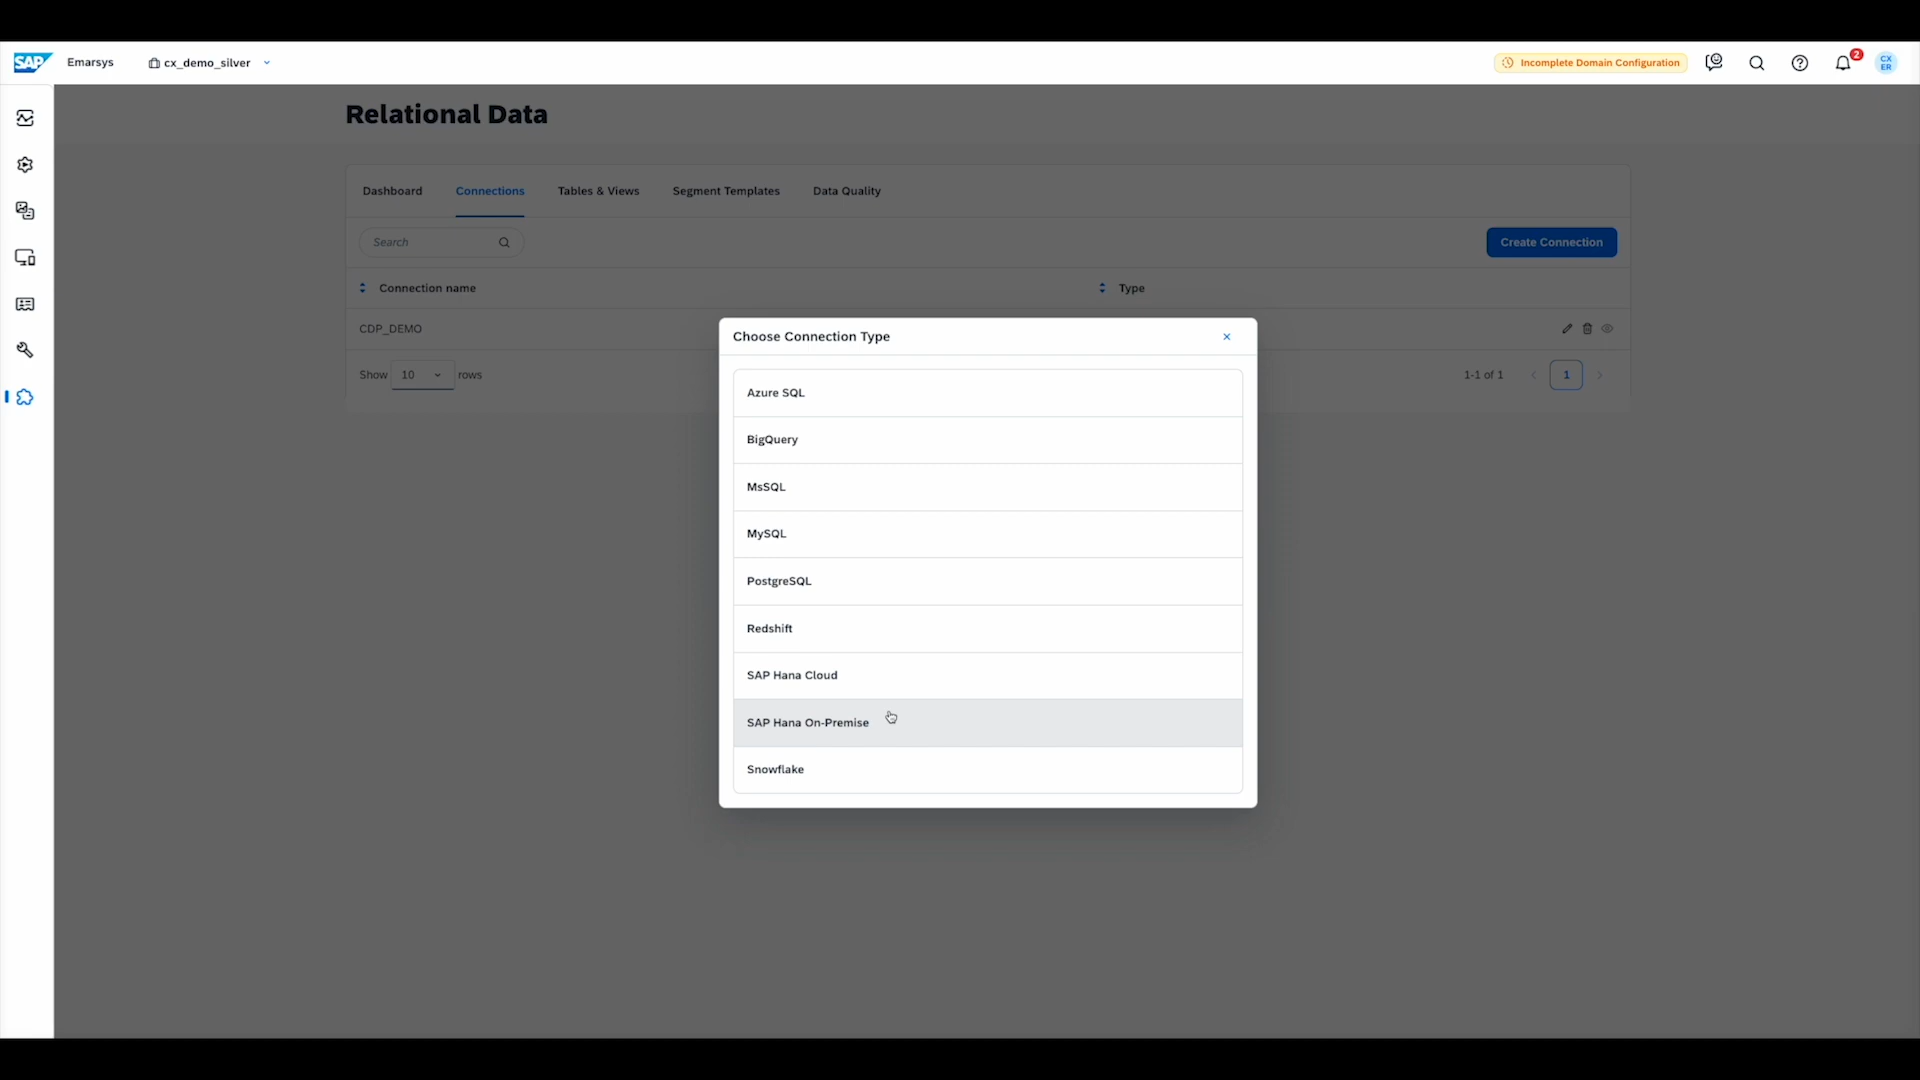 SAP Emarsys cx_demo_silver Incomplete Domain Configuration 2 CX ER
Relational Data
Dashboard Connections Tables & Views Segment Templates Data Quality
Search Create Connection
Connection name Type
CDP_DEMO
Show 10 rows 1-1 of 1 1
Choose Connection Type
Azure SQL
BigQuery
MsSQL
MySQL
PostgreSQL
Redshift
SAP Hana Cloud
SAP Hana On-Premise
Snowflake